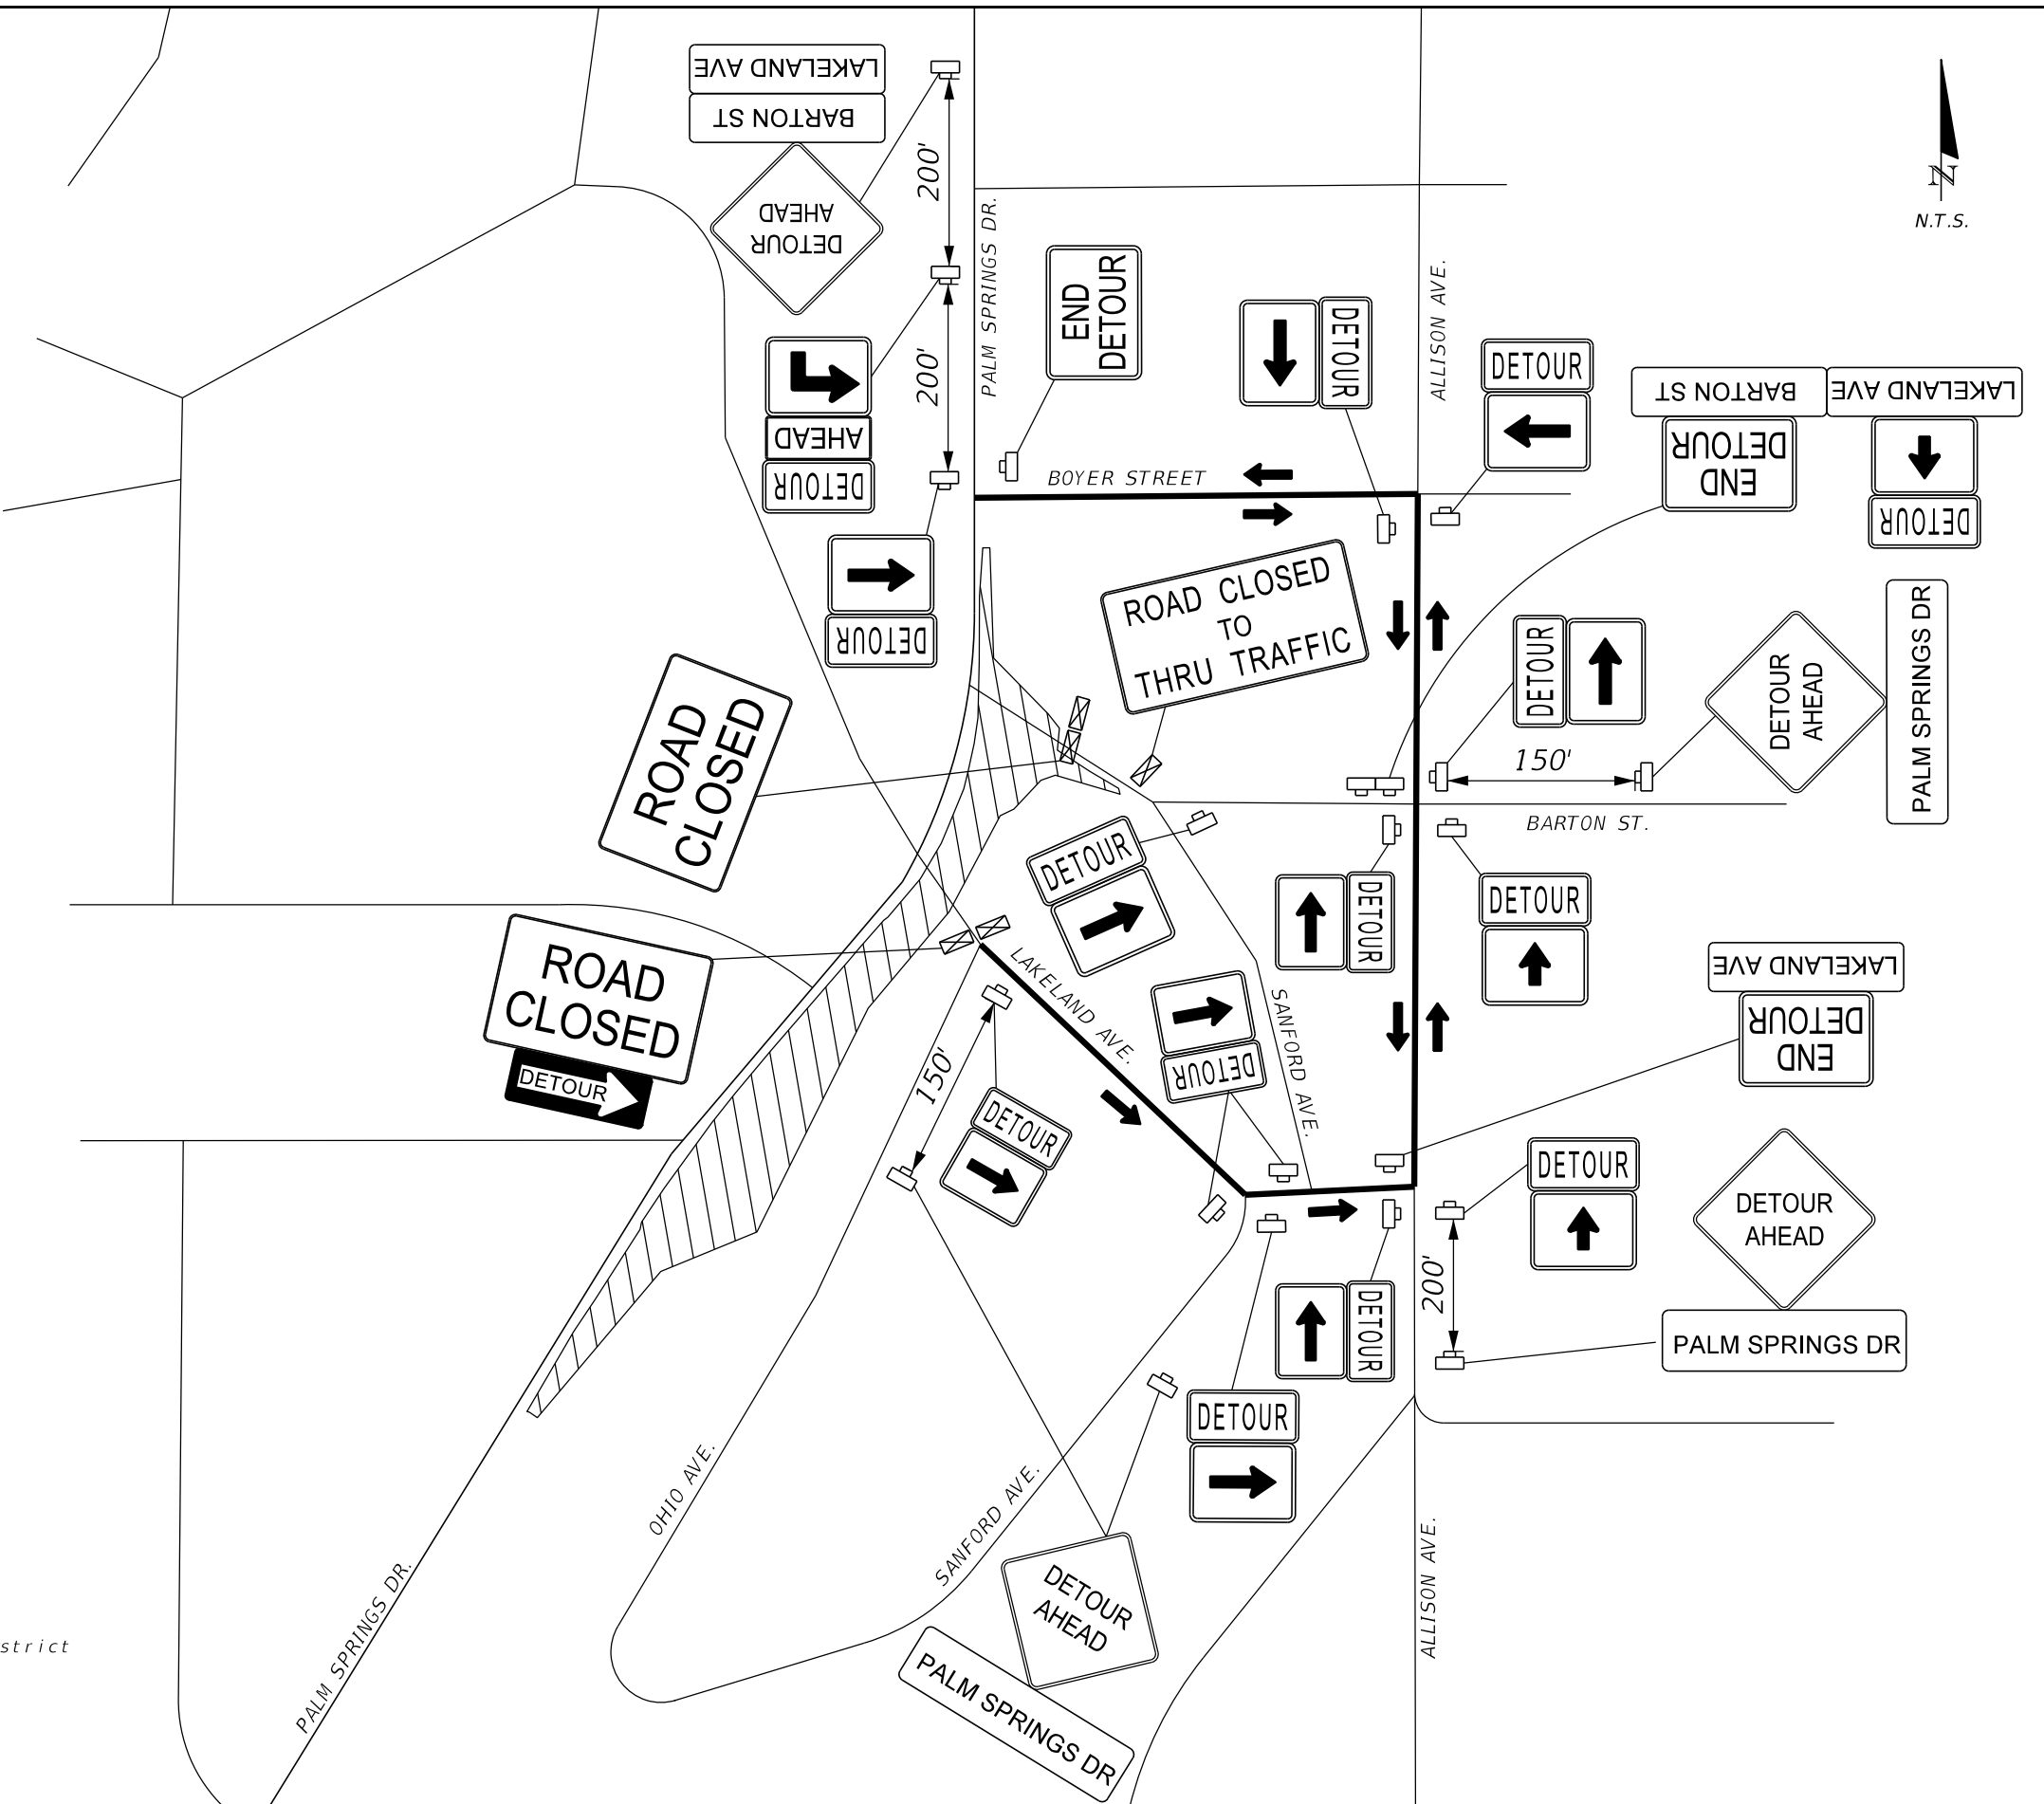 LAKELAND AVE
BARTON ST
DETOUR
AHEAD
200'
200'
PALM SPRINGS DR.
AHEAD
DETOUR
DETOUR
END
DETOUR
DETOUR
ALLISON AVE.
DETOUR
BARTON ST
LAKELAND AVE
END
DETOUR
DETOUR
N
N.T.S.
BOYER STREET
ROAD CLOSED
TO
THRU TRAFFIC
DETOUR
DETOUR
AHEAD
PALM SPRINGS DR
150'
BARTON ST.
ROAD
CLOSED
ROAD
CLOSED
DETOUR
DETOUR
LAKELAND AVE.
DETOUR
SANFORD AVE.
DETOUR
DETOUR
LAKELAND AVE
END
DETOUR
150'
DETOUR
DETOUR
DETOUR
AHEAD
PALM SPRINGS DR
200'
DETOUR
DETOUR
OHIO AVE.
SANFORD AVE.
PALM SPRINGS DR.
ALLISON AVE.
DETOUR
AHEAD
PALM SPRINGS DR
strict